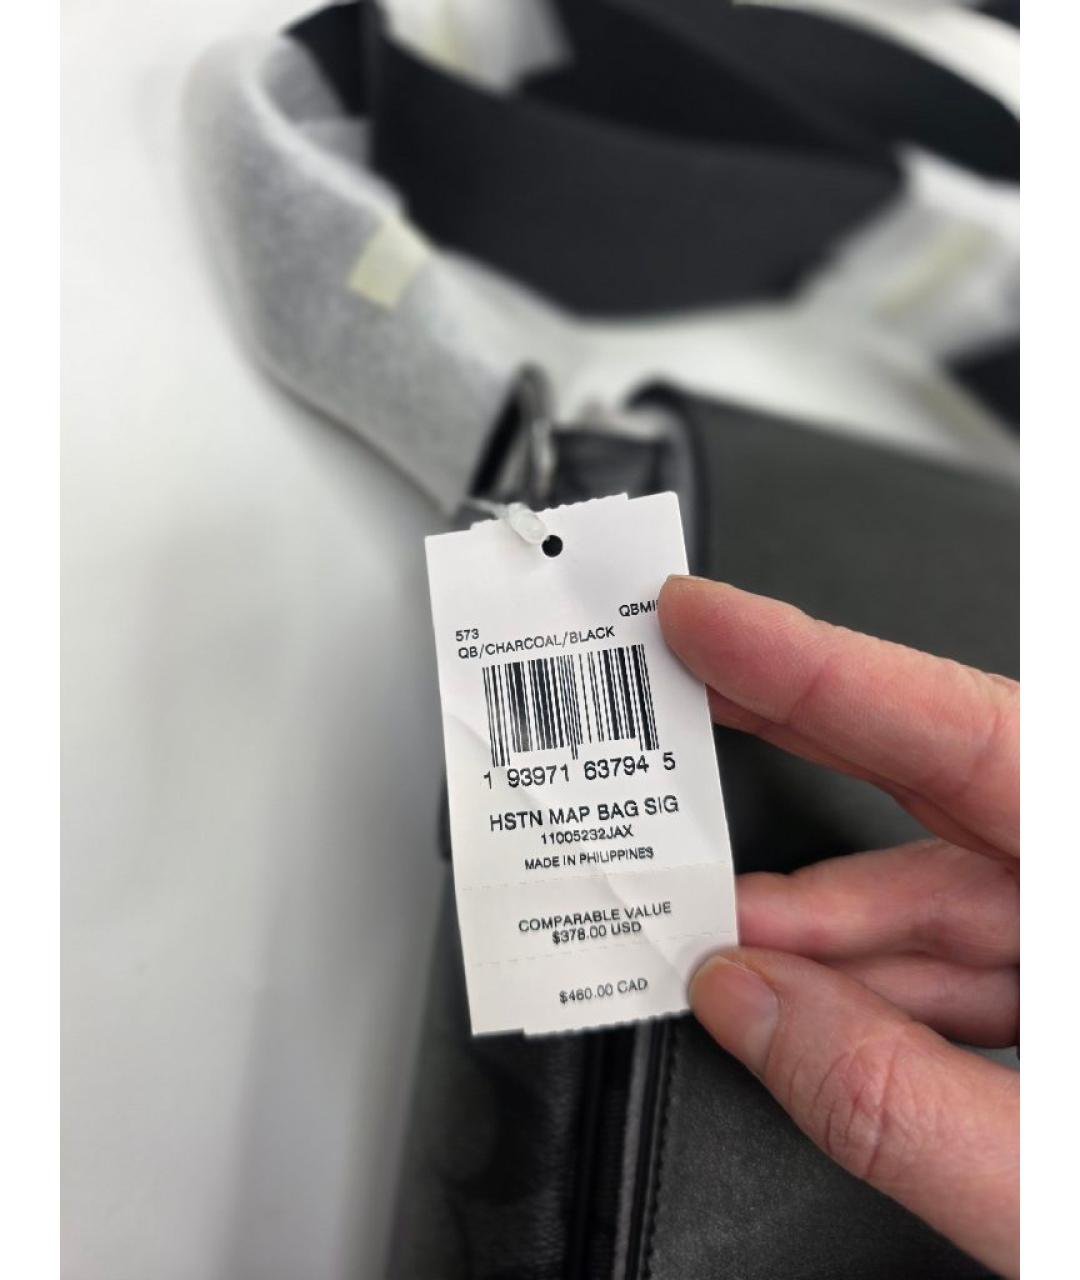 573
QB/CHARCOAL/BLACK
1 93971 63794 5
HSTN MAP BAG SIG
11005232JAX
MADE IN PHILIPPINES
COMPARABLE VALUE
$378.00 USD
$460.00 CAD